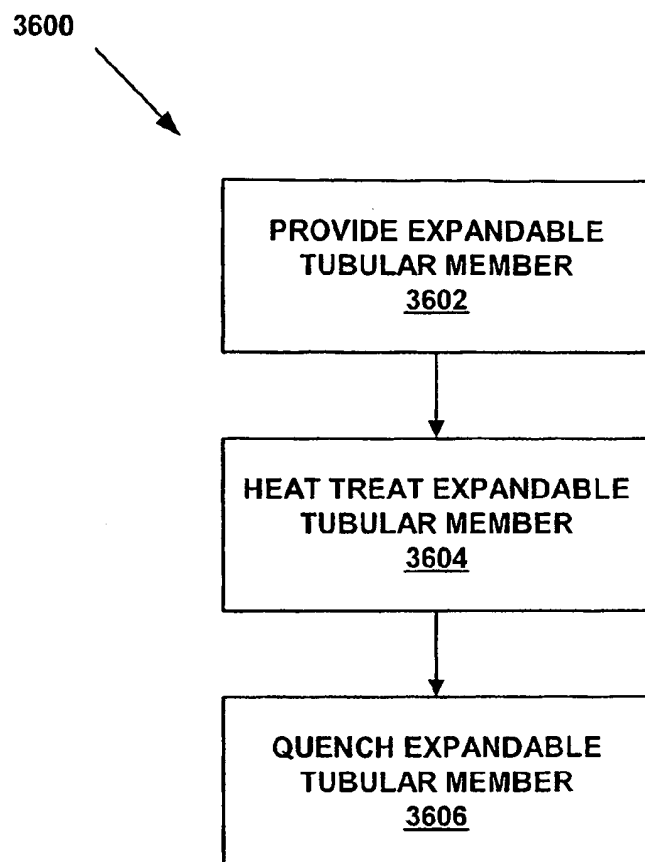 3600
PROVIDE EXPANDABLE
TUBULAR MEMBER
3602
HEAT TREAT EXPANDABLE
TUBULAR MEMBER
3604
QUENCH EXPANDABLE
TUBULAR MEMBER
3606